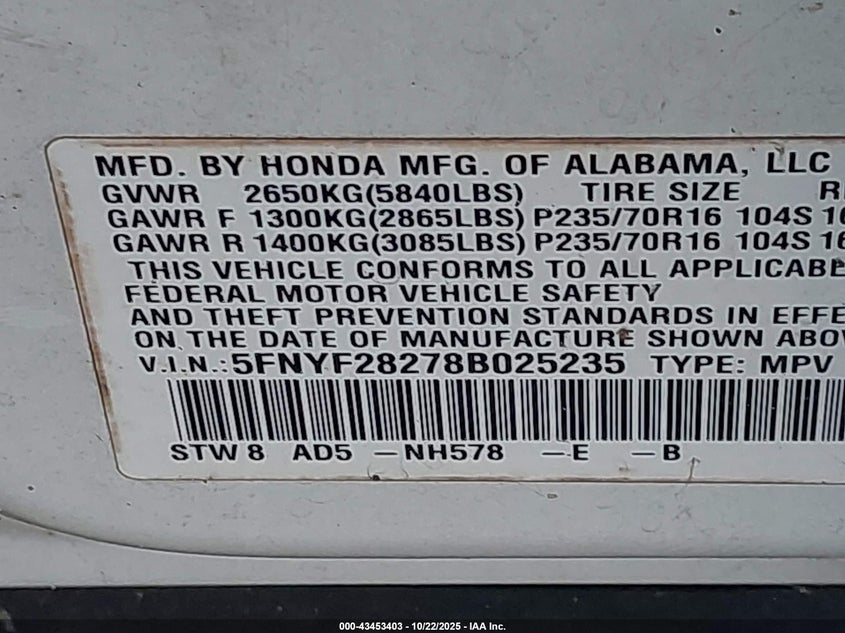 MFD. BY HONDA MFG. OF ALABAMA, LLC
GVWR 2650KG(5840LBS) TIRE SIZE
GAWR F 1300KG(2865LBS) P235/70R16 104S
GAWR R 1400KG(3085LBS) P235/70R16 104S
THIS VEHICLE CONFORMS TO ALL APPLICABLE
FEDERAL MOTOR VEHICLE SAFETY
AND THEFT PREVENTION STANDARDS IN
ON THE DATE OF MANUFACTURE SHOWN
V.I.N.:5FNYF28278B025235 TYPE: MPV
STW8 AD5 –NH578 –E –B
000-43453403 - 10/22/2025 - IAA Inc.